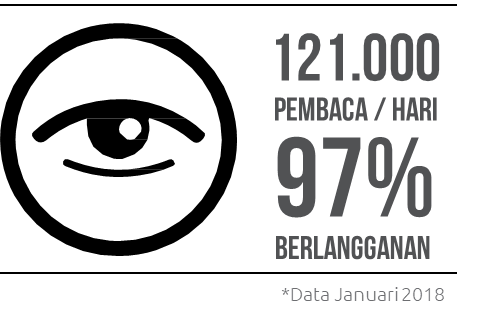 121.000
PEMBACA / HARI
97%
BERLANGGANAN
*Data Januari 2018